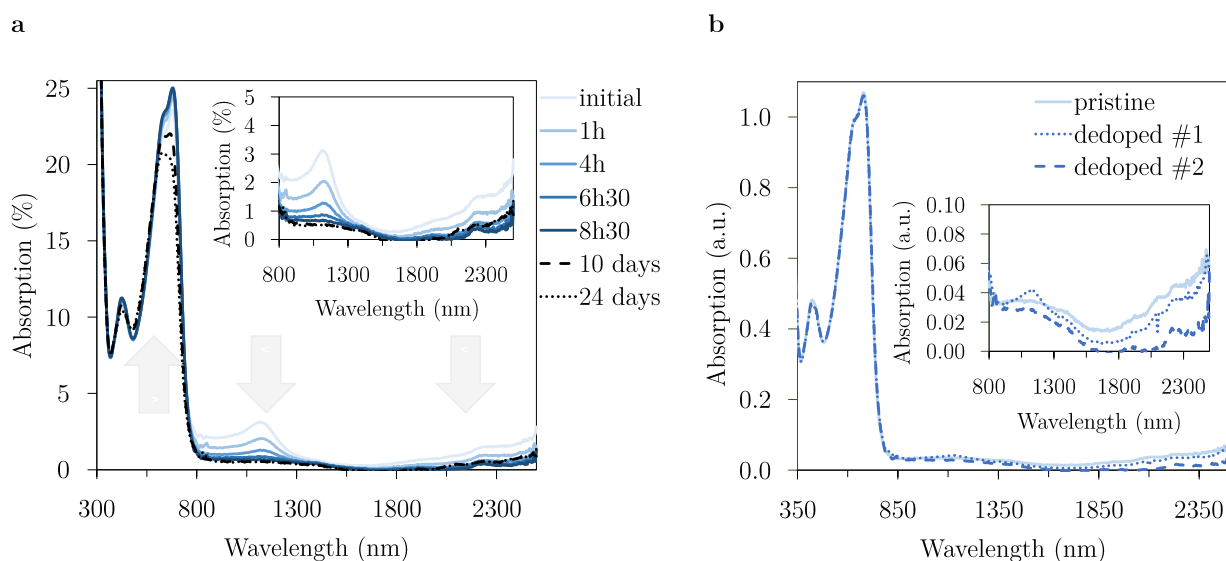 a
25
20
15
10
5
0
Absorption (%)
300
800
1300
1800
2300
Wavelength (nm)
5
4
3
2
1
0
Absorption (%)
800
1300
1800
2300
Wavelength (nm)
initial
1h
4h
6h30
8h30
10 days
24 days
>
<
<
b
1.0
0.8
0.6
0.4
0.2
0.0
Absorption (a.u.)
350
850
1350
1850
2350
Wavelength (nm)
pristine
dedoped #1
dedoped #2
0.10
0.08
0.06
0.04
0.02
0.00
Absorption (a.u.)
800
1300
1800
2300
Wavelength (nm)